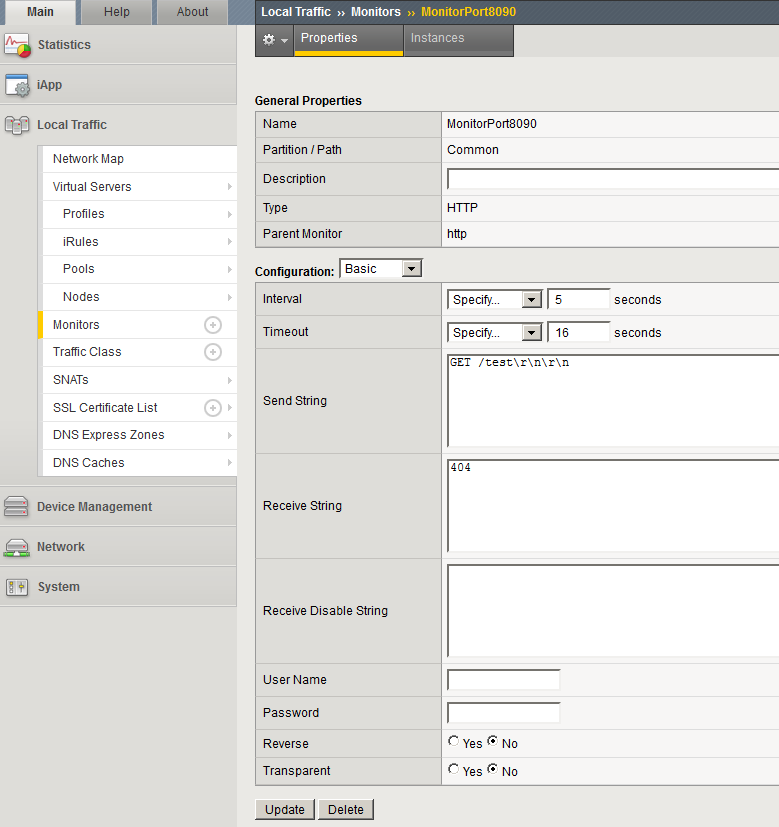 Main Help About
Statistics
iApp
Local Traffic
Network Map
Virtual Servers
Profiles
iRules
Pools
Nodes
Monitors
Traffic Class
SNATs
SSL Certificate List
DNS Express Zones
DNS Caches
Device Management
Network
System
Local Traffic ›› Monitors ›› MonitorPort8090
Properties Instances
General Properties
Name MonitorPort8090
Partition / Path Common
Description
Type HTTP
Parent Monitor http
Configuration: Basic
Interval Specify... 5 seconds
Timeout Specify... 16 seconds
Send String GET /test\r\n\r\n
Receive String 404
Receive Disable String
User Name
Password
Reverse Yes No
Transparent Yes No
Update Delete